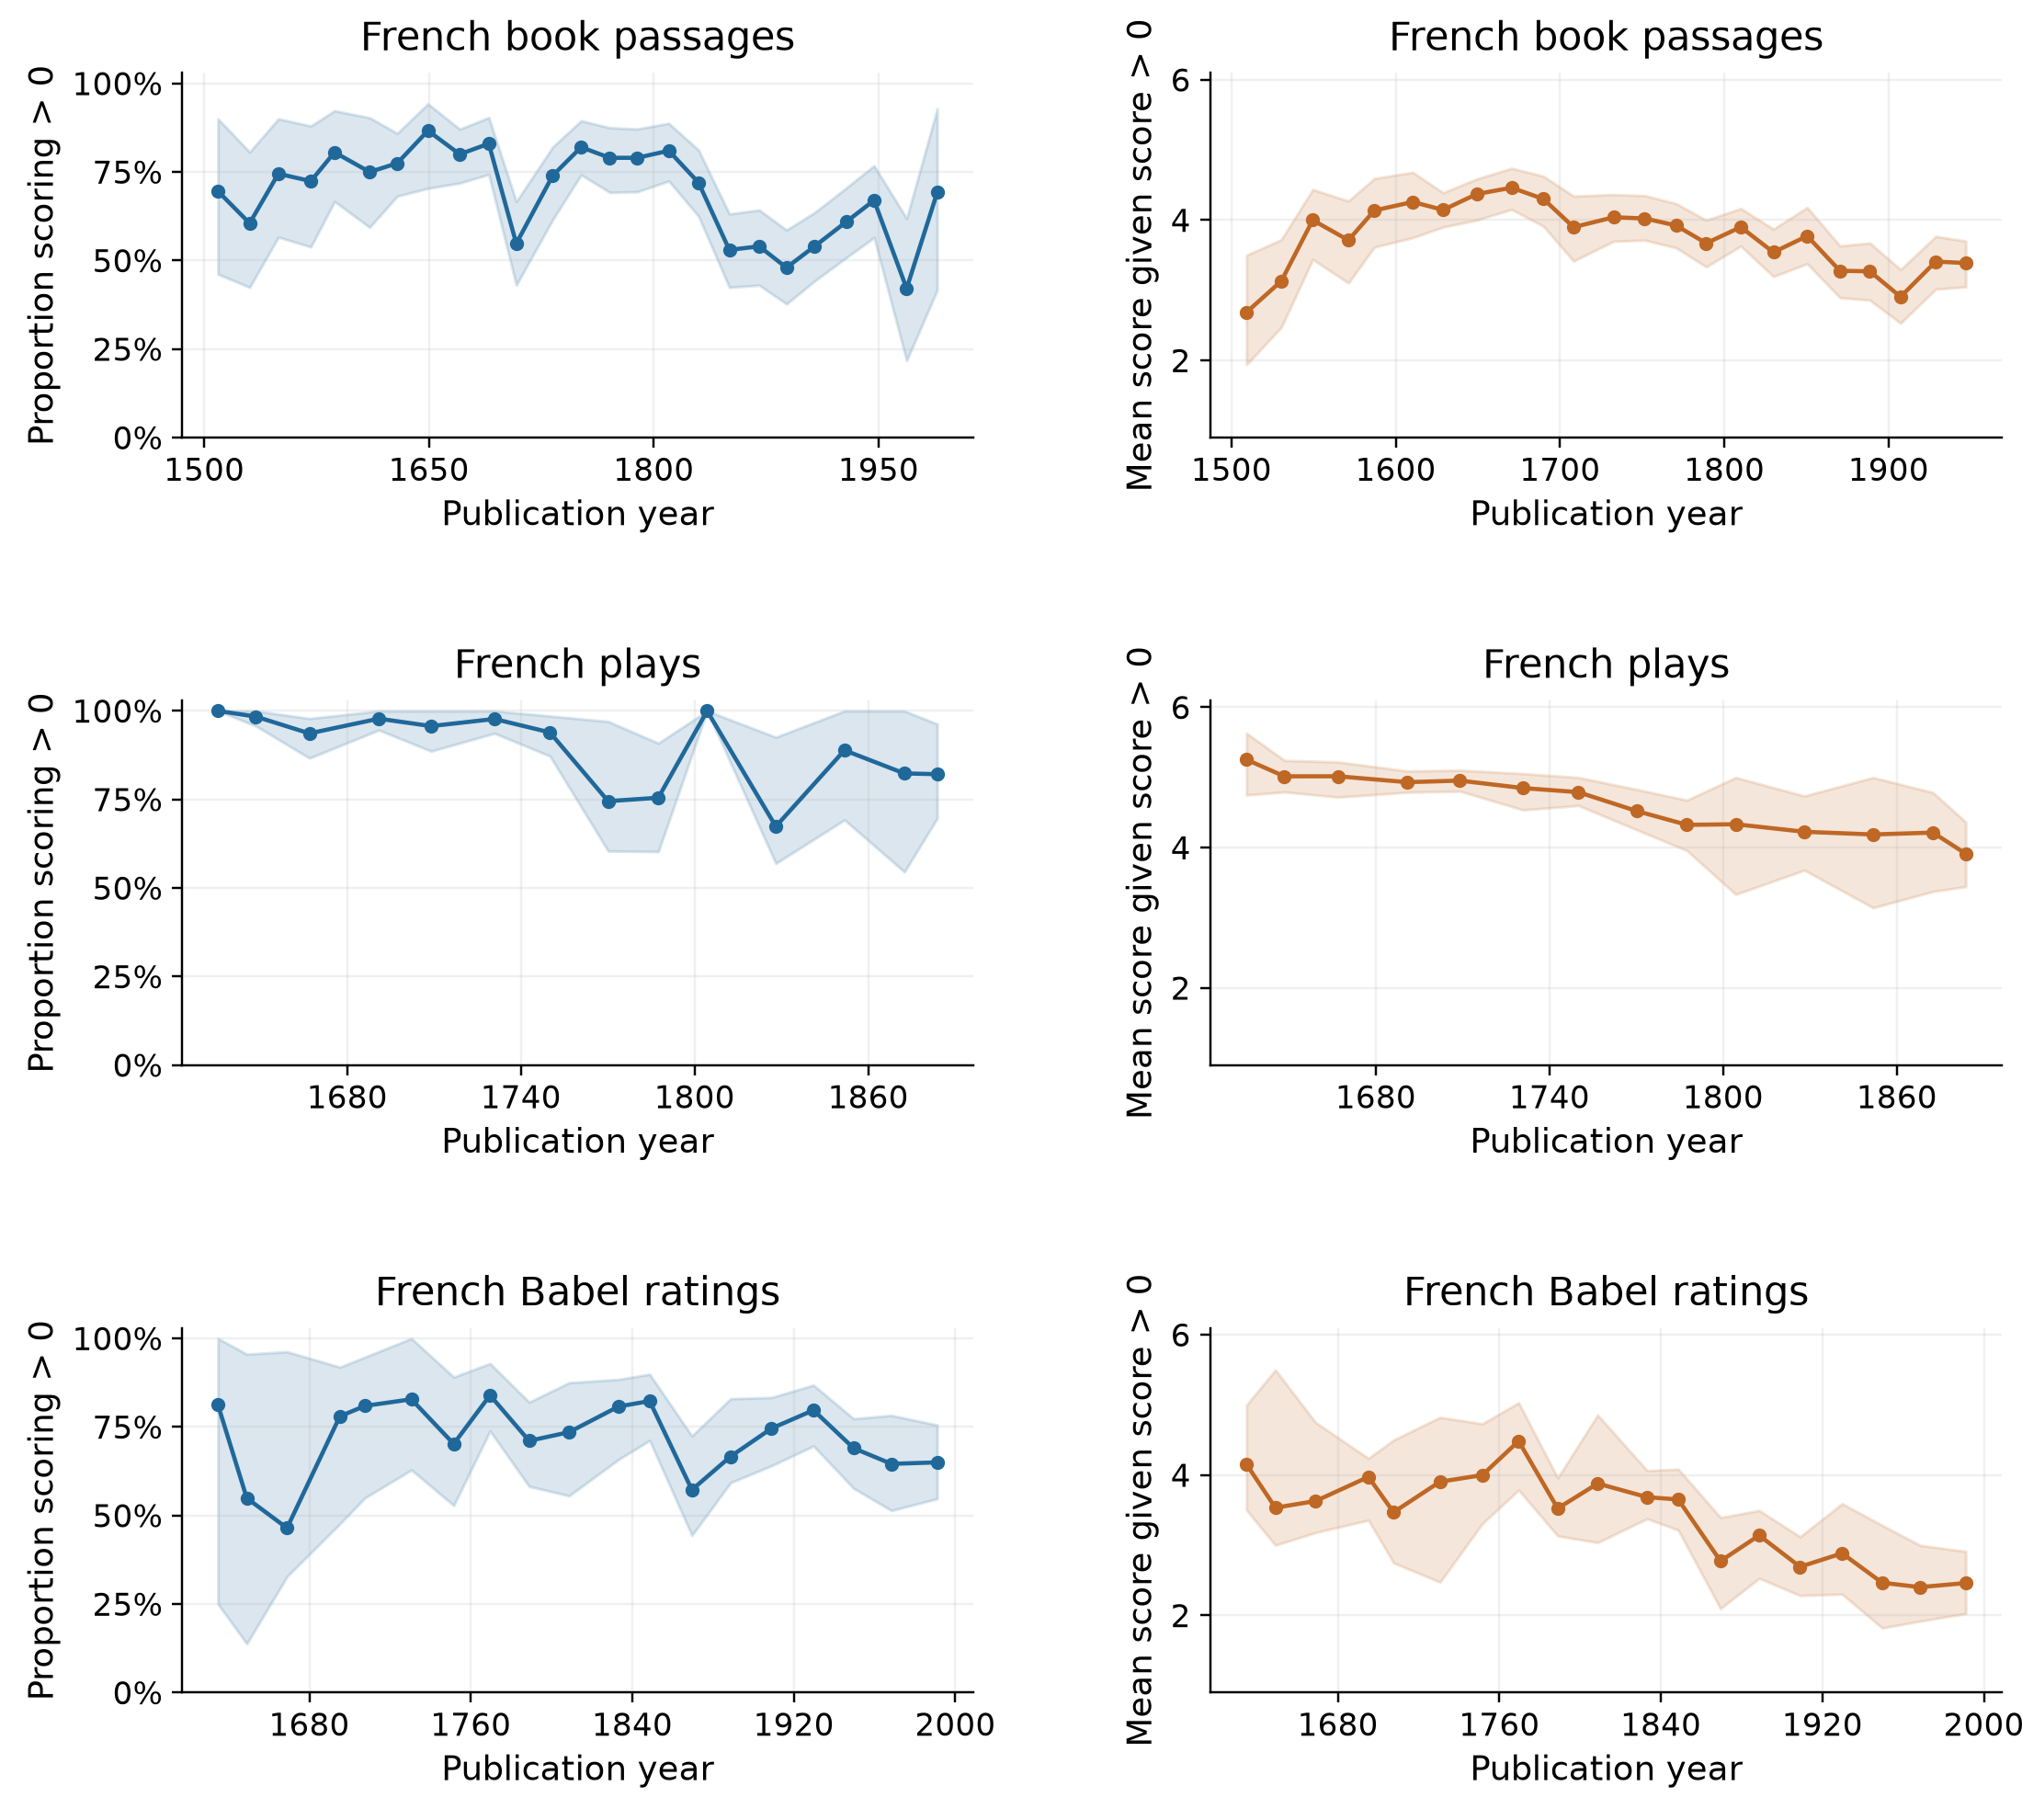 French book passages
Proportion scoring > 0
100%
75%
50%
25%
0%
1500 1650 1800 1950
Publication year
French book passages
Mean score given score > 0
6
4
2
1500 1600 1700 1800 1900
Publication year
French plays
Proportion scoring > 0
100%
75%
50%
25%
0%
1680 1740 1800 1860
Publication year
French plays
Mean score given score > 0
6
4
2
1680 1740 1800 1860
Publication year
French Babel ratings
Proportion scoring > 0
100%
75%
50%
25%
0%
1680 1760 1840 1920 2000
Publication year
French Babel ratings
Mean score given score > 0
6
4
2
1680 1760 1840 1920 2000
Publication year